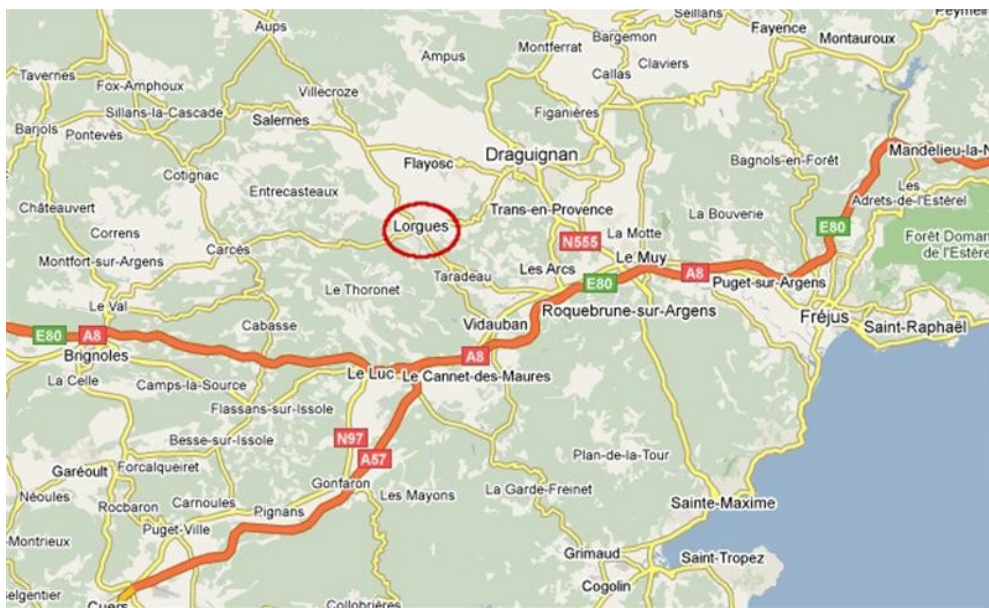 Aups
Ampus
Montferrat
Bargemon
Seillans
Fayence
Montauroux
Tavernes
Fox-Amphoux
Villecroze
Callas
Claviers
Sillans-la-Cascade
Salernes
Figanières
Barjols
Pontevès
Flayosc
Draguignan
Bagnols-en-Forêt
Mandelieu-la-N
Cotignac
Entrecasteaux
Les
Adrets-de-l'Estérel
Châteauvert
Correns
Lorgues
Trans-en-Provence
La Bouverie
E80
Forêt Doman
de l'Estére
Carcès
N555
La Motte
Montfort-sur-Argens
Taradeau
Les Arcs
Le Muy
A8
Puget-sur-Argens
Le Thoronet
E80
Le Val
Cabasse
Vidauban
Roquebrune-sur-Argens
Fréjus
Saint-Raphaël
E80
A8
Brignoles
A8
La Celle
Camps-la-Source
Le Luc
Le Cannet-des-Maures
Flassans-sur-Issole
Besse-sur-Issole
N97
A57
Plan-de-la-Tour
Garéoult
Forcalqueiret
Gonfaron
Les Mayons
La Garde-Freinet
Néoules
Rocbaron
Carnoules
Pignans
Sainte-Maxime
Puget-Ville
-Montrieux
Grimaud
Saint-Tropez
Cogolin
elgentier
Cuers
Collobrières